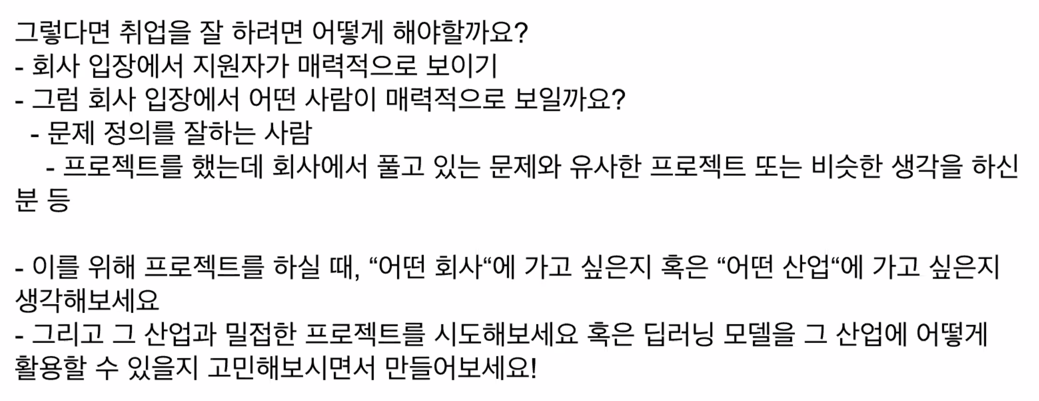 그렇다면 취업을 잘 하려면 어떻게 해야할까요?
- 회사 입장에서 지원자가 매력적으로 보이기
- 그럼 회사 입장에서 어떤 사람이 매력적으로 보일까요?
- 문제 정의를 잘하는 사람
- 프로젝트를 했는데 회사에서 풀고 있는 문제와 유사한 프로젝트 또는 비슷한 생각을 하신
분 등
- 이를 위해 프로젝트를 하실 때, “어떤 회사“에 가고 싶은지 혹은 “어떤 산업“에 가고 싶은지
생각해보세요
- 그리고 그 산업과 밀접한 프로젝트를 시도해보세요 혹은 딥러닝 모델을 그 산업에 어떻게
활용할 수 있을지 고민해보시면서 만들어보세요!